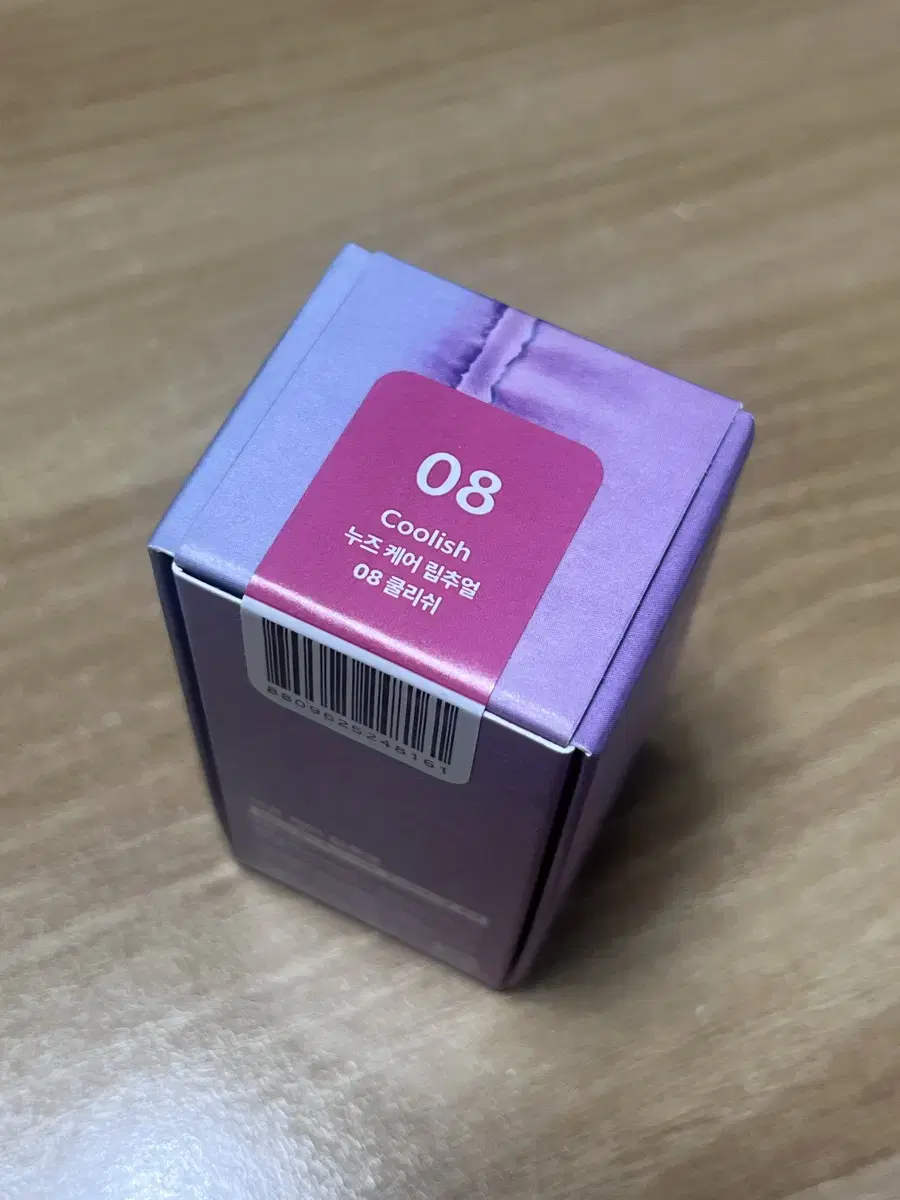 08
Coolish
누즈 케어 립추얼
08 쿨리쉬
8809625248161